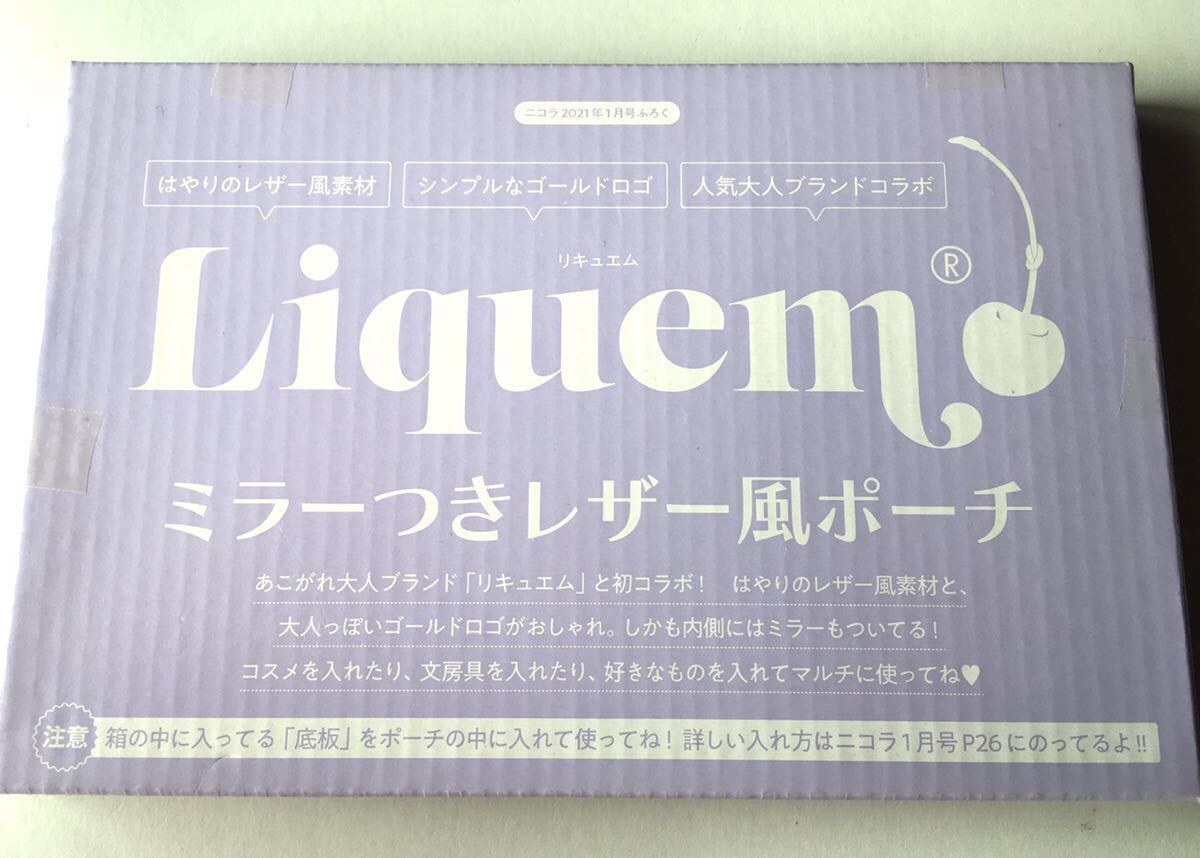 ニコラ2021年1月号ふろく
はやりのレザー風素材
シンプルなゴールドロゴ
人気大人ブランドコラボ
リキュエム
Liquem®
ミラーつきレザー風ポーチ
あこがれ大人ブランド「リキュエム」と初コラボ！ はやりのレザー風素材と、
大人っぽいゴールドロゴがおしゃれ。しかも内側にはミラーもついてる！
コスメを入れたり、文房具を入れたり、好きなものを入れてマルチに使ってね♥
注意 箱の中に入ってる「底板」をポーチの中に入れて使ってね！詳しい入れ方はニコラ1月号P26にのってるよ!!